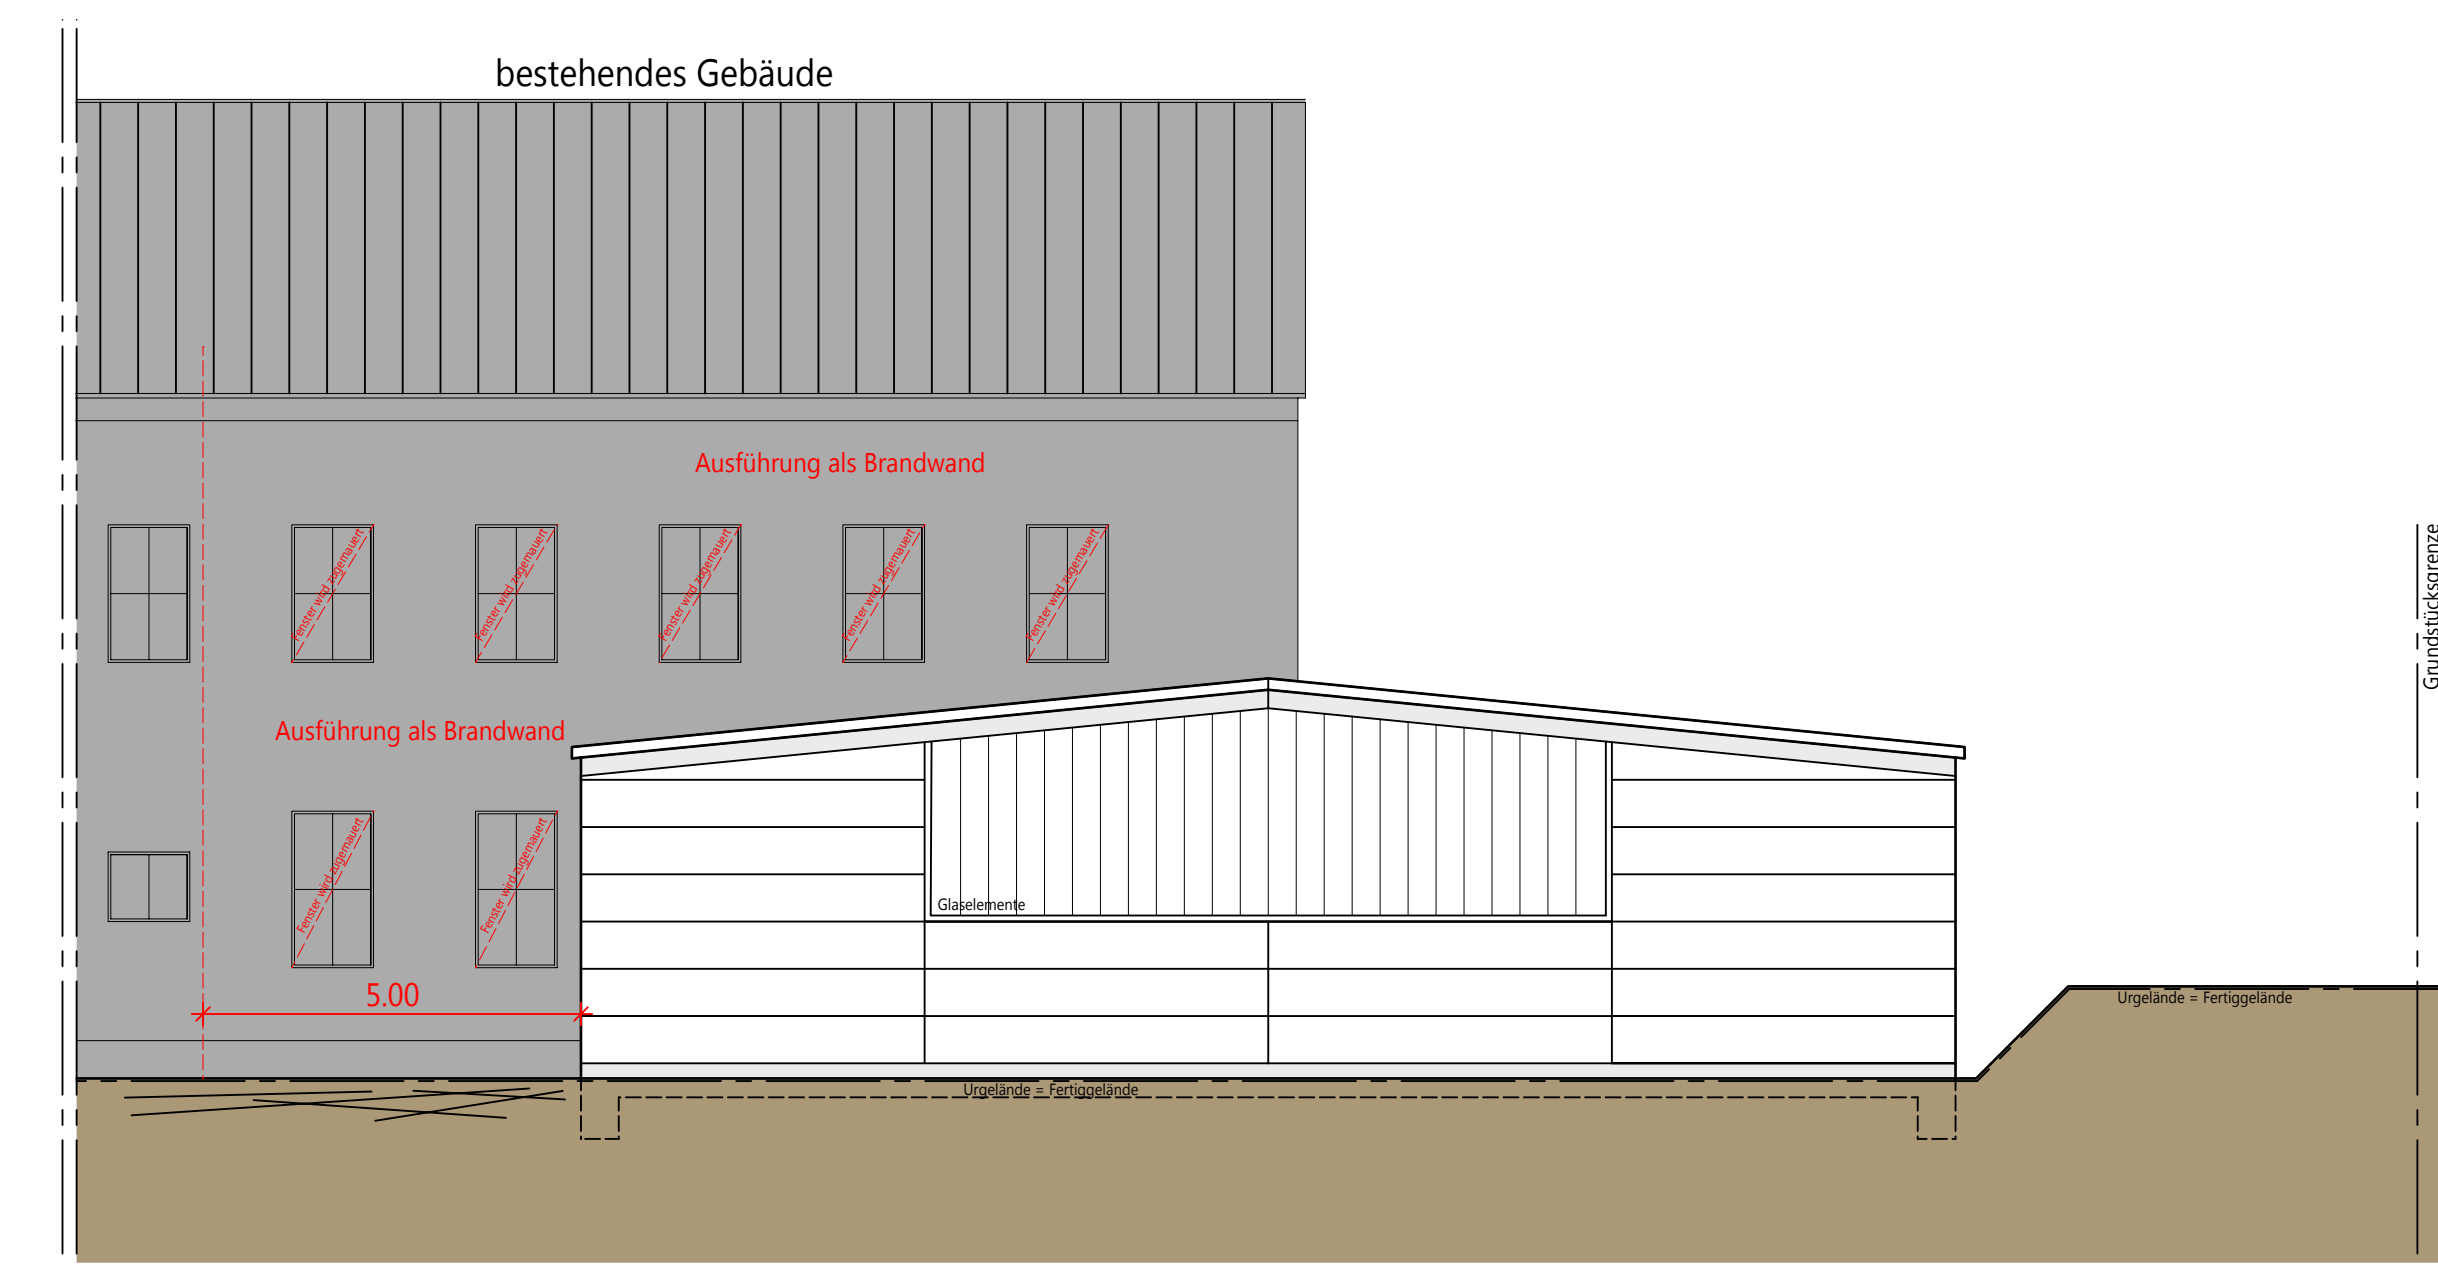 bestehendes Gebäude
Ausführung als Brandwand
Fenster wird zugemauert
Fenster wird zugemauert
Fenster wird zugemauert
Fenster wird zugemauert
Fenster wird zugemauert
Grundstücksgrenze
Ausführung als Brandwand
Fenster wird zugemauert
Fenster wird zugemauert
Glaselemente
5.00
Urgelände = Fertiggelände
Urgelände = Fertiggelände